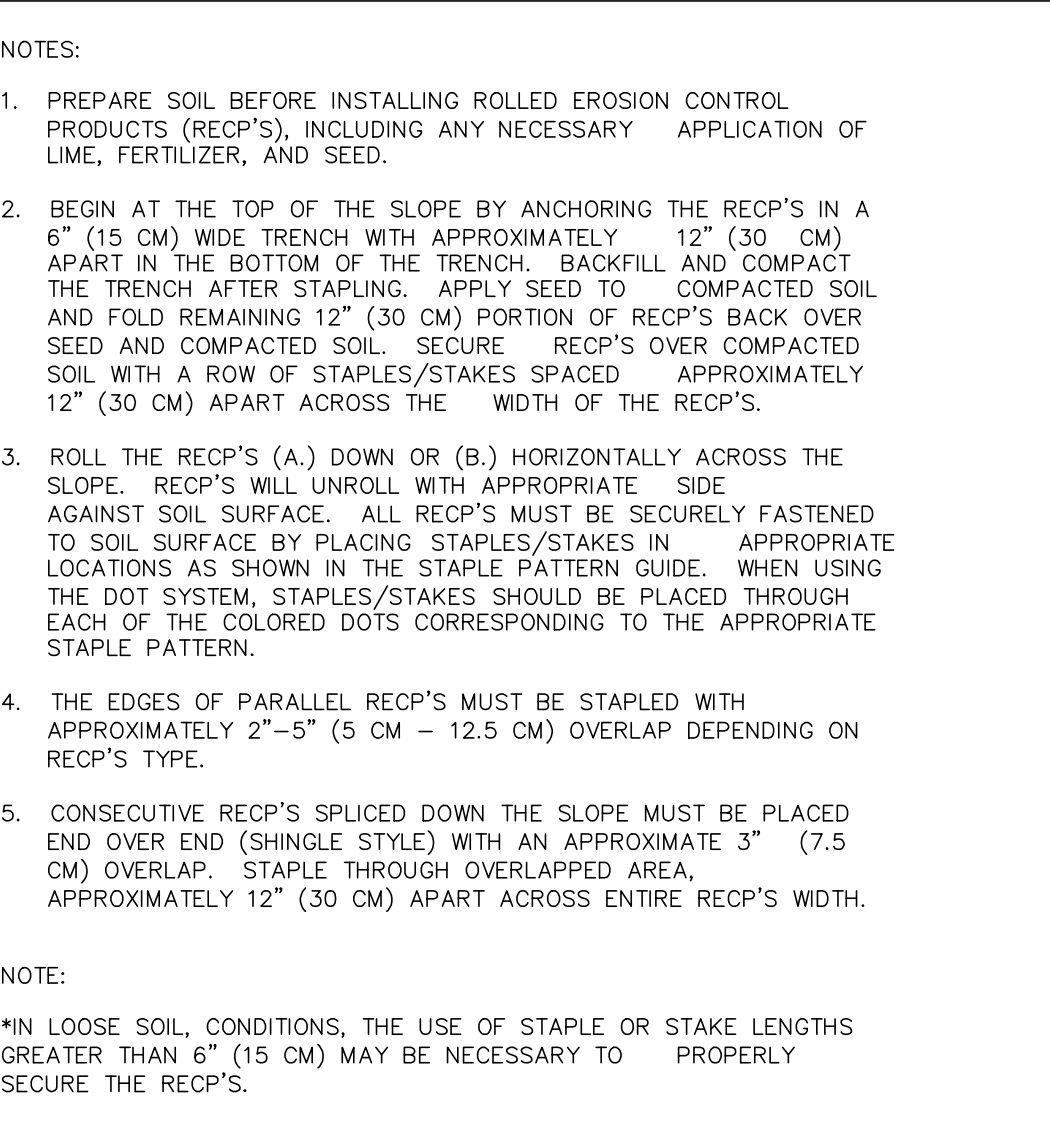 NOTES:
1. PREPARE SOIL BEFORE INSTALLING ROLLED EROSION CONTROL
PRODUCTS (RECP'S), INCLUDING ANY NECESSARY APPLICATION OF
LIME, FERTILIZER, AND SEED.
2. BEGIN AT THE TOP OF THE SLOPE BY ANCHORING THE RECP'S IN A
6" (15 CM) WIDE TRENCH WITH APPROXIMATELY 12" (30 CM)
APART IN THE BOTTOM OF THE TRENCH. BACKFILL AND COMPACT
THE TRENCH AFTER STAPLING. APPLY SEED TO COMPACTED SOIL
AND FOLD REMAINING 12" (30 CM) PORTION OF RECP'S BACK OVER
SEED AND COMPACTED SOIL. SECURE RECP'S OVER COMPACTED
SOIL WITH A ROW OF STAPLES/STAKES SPACED APPROXIMATELY
12" (30 CM) APART ACROSS THE WIDTH OF THE RECP'S.
3. ROLL THE RECP'S (A.) DOWN OR (B.) HORIZONTALLY ACROSS THE
SLOPE. RECP'S WILL UNROLL WITH APPROPRIATE SIDE
AGAINST SOIL SURFACE. ALL RECP'S MUST BE SECURELY FASTENED
TO SOIL SURFACE BY PLACING STAPLES/STAKES IN APPROPRIATE
LOCATIONS AS SHOWN IN THE STAPLE PATTERN GUIDE. WHEN USING
THE DOT SYSTEM, STAPLES/STAKES SHOULD BE PLACED THROUGH
EACH OF THE COLORED DOTS CORRESPONDING TO THE APPROPRIATE
STAPLE PATTERN.
4. THE EDGES OF PARALLEL RECP'S MUST BE STAPLED WITH
APPROXIMATELY 2"–5" (5 CM – 12.5 CM) OVERLAP DEPENDING ON
RECP'S TYPE.
5. CONSECUTIVE RECP'S SPLICED DOWN THE SLOPE MUST BE PLACED
END OVER END (SHINGLE STYLE) WITH AN APPROXIMATE 3" (7.5
CM) OVERLAP. STAPLE THROUGH OVERLAPPED AREA,
APPROXIMATELY 12" (30 CM) APART ACROSS ENTIRE RECP'S WIDTH.
NOTE:
*IN LOOSE SOIL, CONDITIONS, THE USE OF STAPLE OR STAKE LENGTHS
GREATER THAN 6" (15 CM) MAY BE NECESSARY TO PROPERLY
SECURE THE RECP'S.